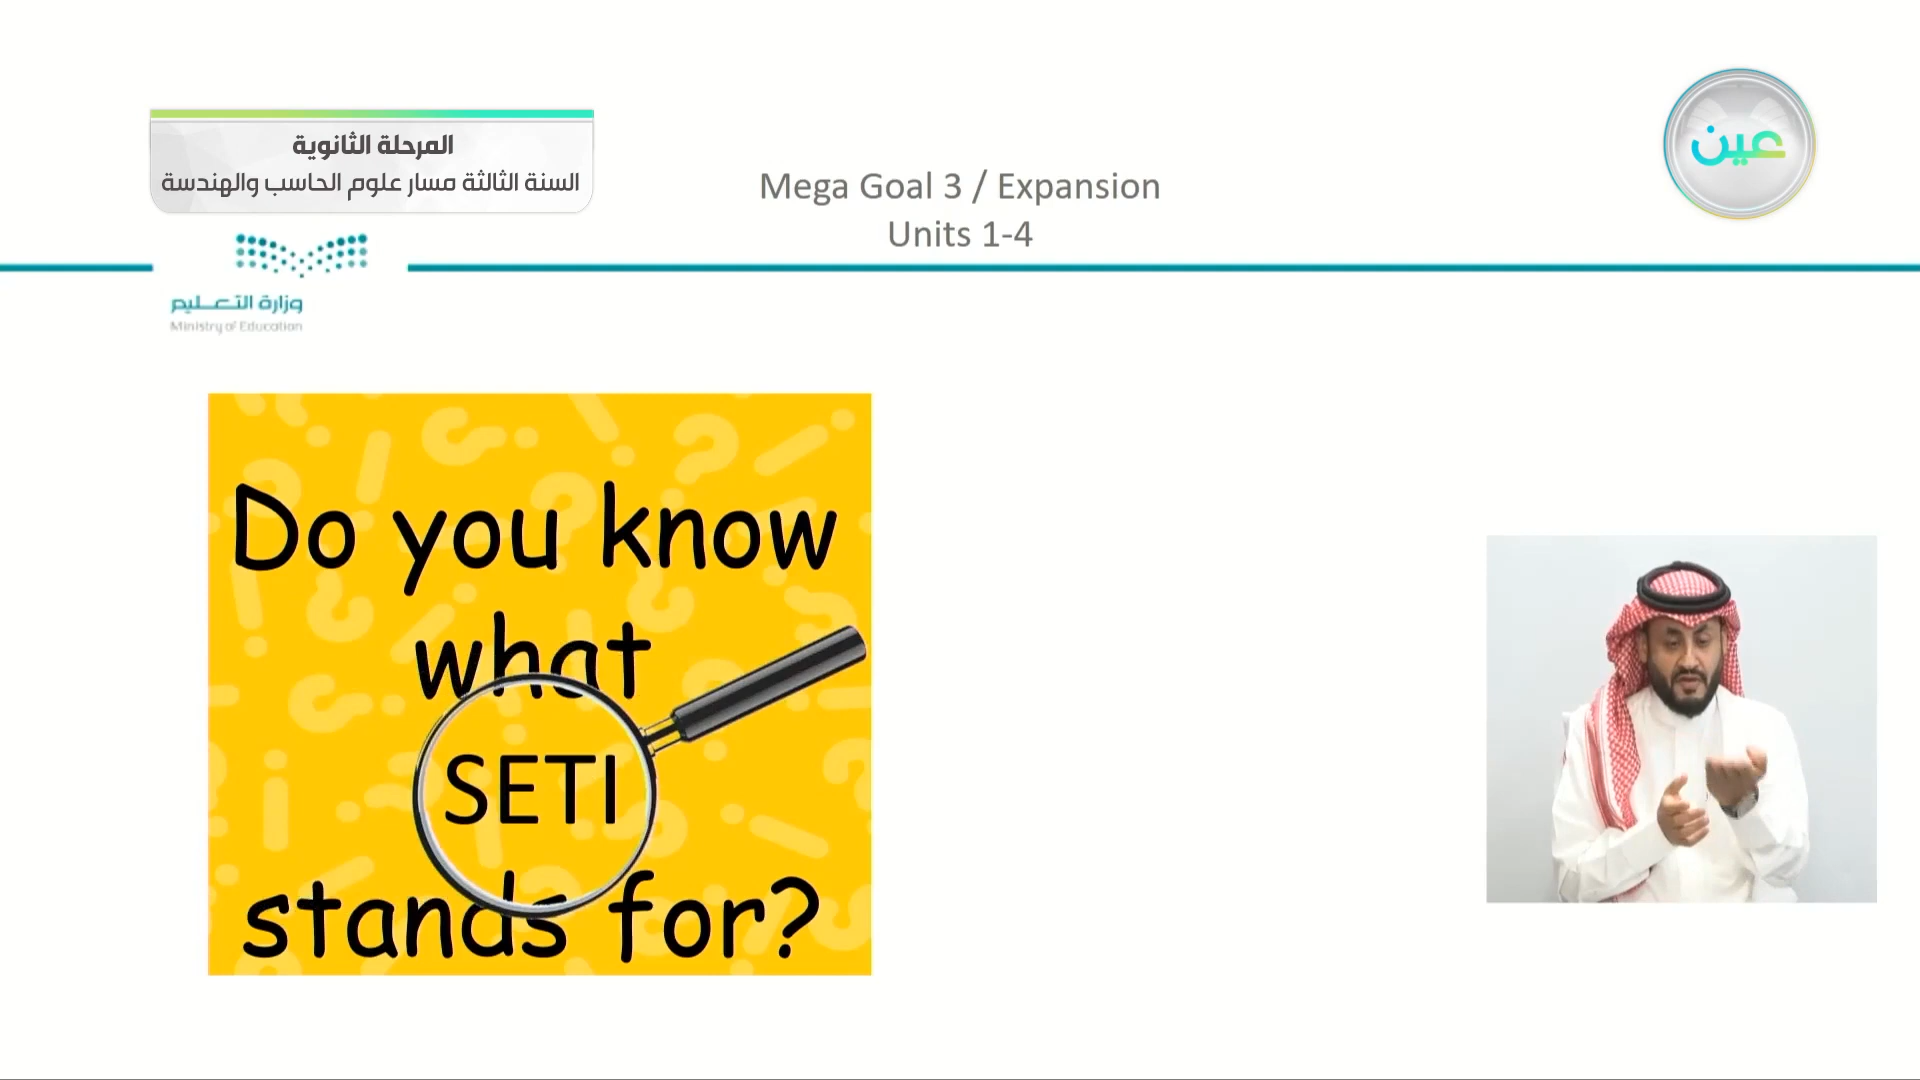 المرحلة الثانوية
السنة الثالثة مسار علوم الحاسب والهندسة
عين
Mega Goal 3 / Expansion
Units 1-4
وزارة التعليم
Ministry of Education
Do you know
what
SETI
stands for?